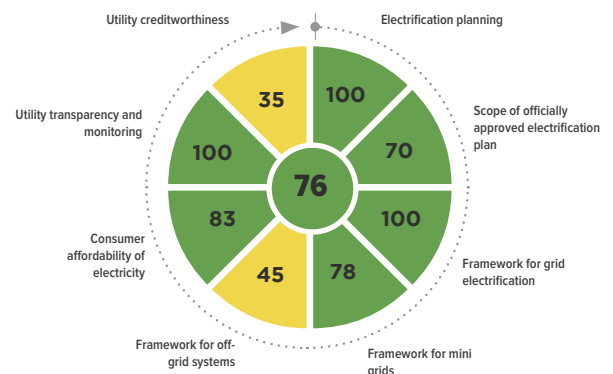 Utility creditworthiness
Electrification planning
35
100
Utility transparency and
monitoring
Scope of officially
approved electrification
plan
100
70
76
83
100
Consumer
affordability of
electricity
Framework for grid
electrification
45
78
Framework for off-
grid systems
Framework for mini
grids